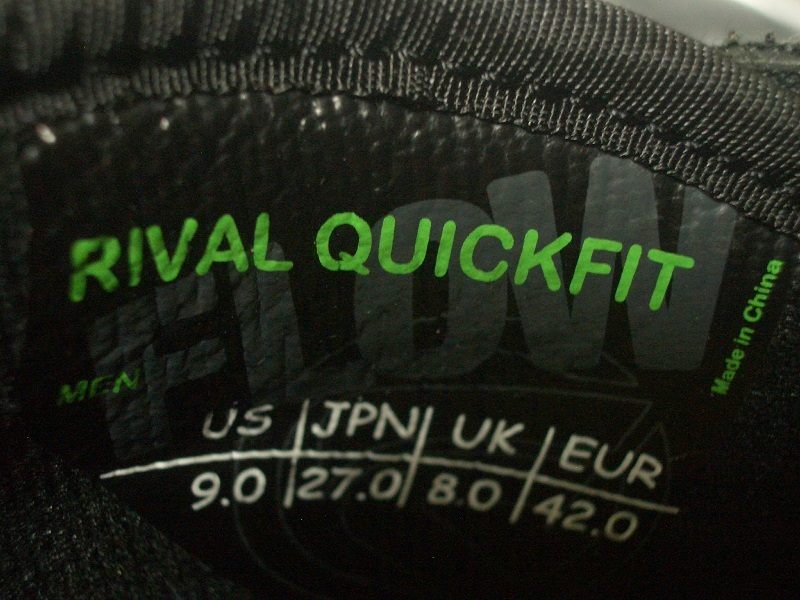 FLOW
RIVAL QUICKFIT
Made in China
MEN
US JPN UK EUR
9.0 27.0 8.0 42.0